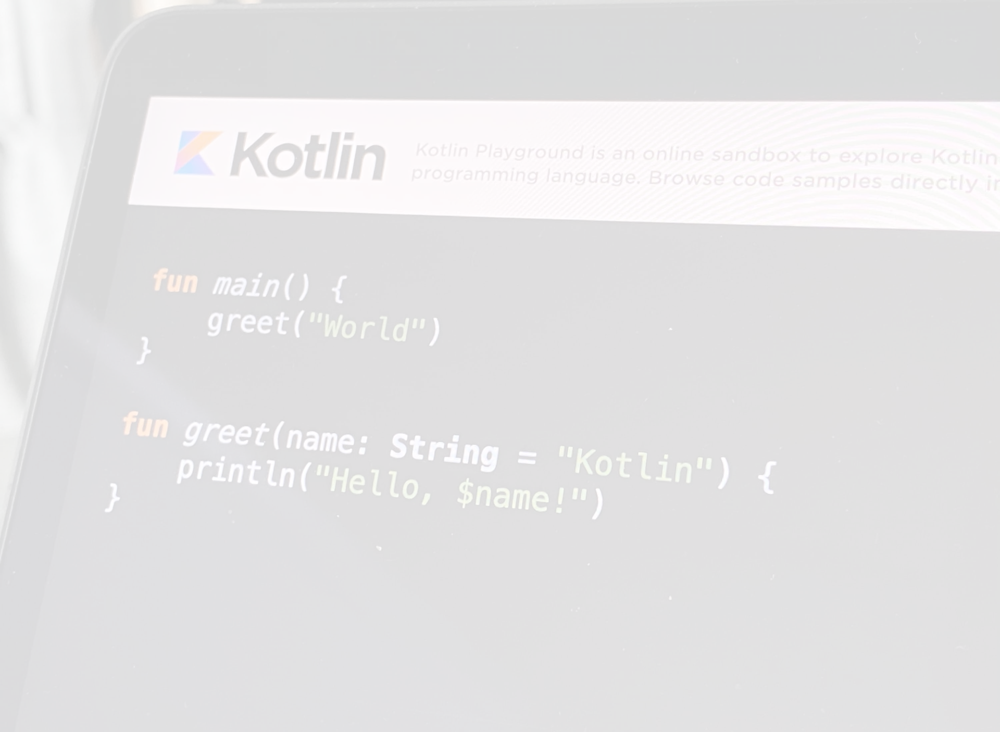 Kotlin
Kotlin Playground is an online sandbox to explore Kotlin
programming language. Browse code samples directly in
fun main() {
    greet("World")
}
fun greet(name: String = "Kotlin") {
    println("Hello, $name!")
}